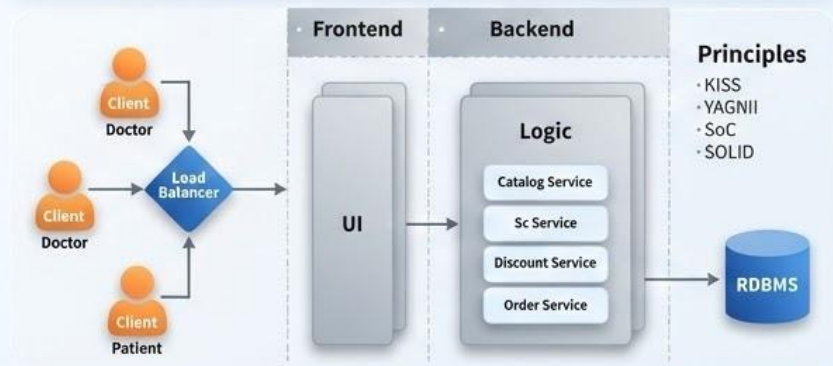 Frontend
Backend
Principles
· KISS
· YAGNII
· SoC
· SOLID
Client
Doctor
Client
Doctor
Client
Patient
Load
Balancer
UI
Logic
Catalog Service
Sc Service
Discount Service
Order Service
RDBMS